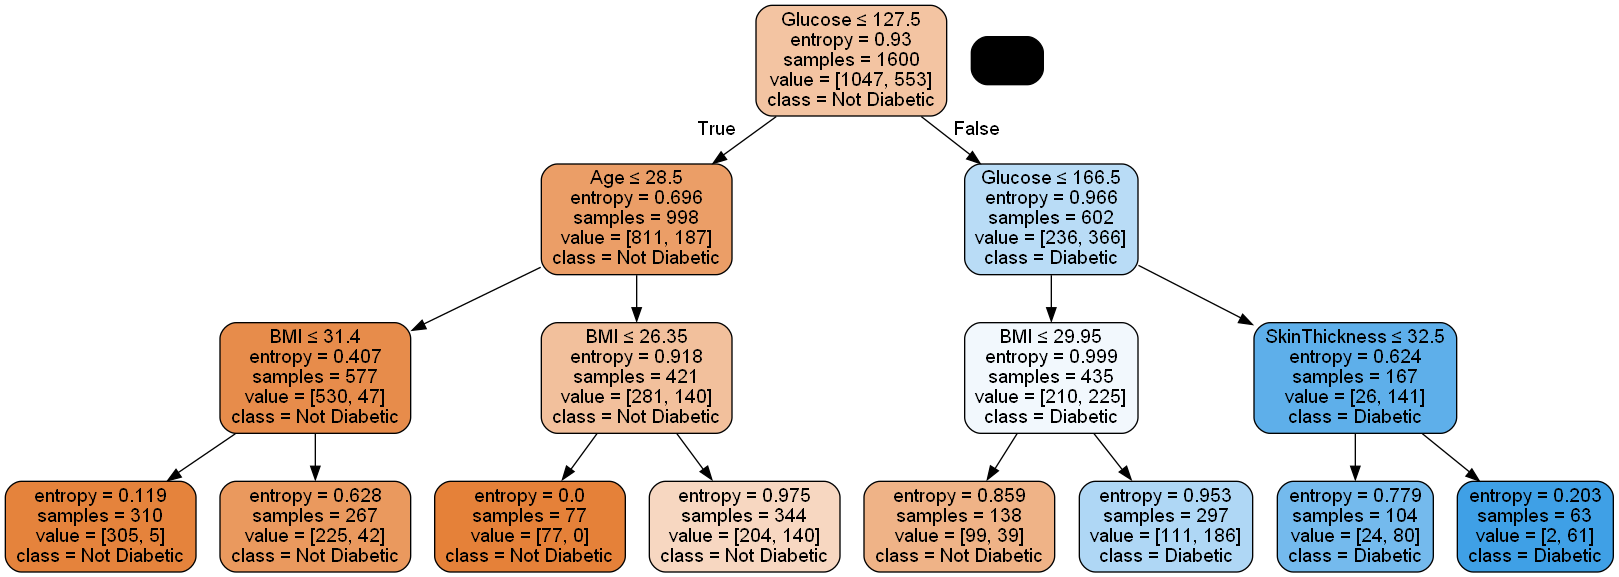 Glucose ≤ 127.5
entropy = 0.93
samples = 1600
value = [1047, 553]
class = Not Diabetic
True
False
Age ≤ 28.5
entropy = 0.696
samples = 998
value = [811, 187]
class = Not Diabetic
Glucose ≤ 166.5
entropy = 0.966
samples = 602
value = [236, 366]
class = Diabetic
BMI ≤ 31.4
entropy = 0.407
samples = 577
value = [530, 47]
class = Not Diabetic
BMI ≤ 26.35
entropy = 0.918
samples = 421
value = [281, 140]
class = Not Diabetic
BMI ≤ 29.95
entropy = 0.999
samples = 435
value = [210, 225]
class = Diabetic
SkinThickness ≤ 32.5
entropy = 0.624
samples = 167
value = [26, 141]
class = Diabetic
entropy = 0.119
samples = 310
value = [305, 5]
class = Not Diabetic
entropy = 0.628
samples = 267
value = [225, 42]
class = Not Diabetic
entropy = 0.0
samples = 77
value = [77, 0]
class = Not Diabetic
entropy = 0.975
samples = 344
value = [204, 140]
class = Not Diabetic
entropy = 0.859
samples = 138
value = [99, 39]
class = Not Diabetic
entropy = 0.953
samples = 297
value = [111, 186]
class = Diabetic
entropy = 0.779
samples = 104
value = [24, 80]
class = Diabetic
entropy = 0.203
samples = 63
value = [2, 61]
class = Diabetic